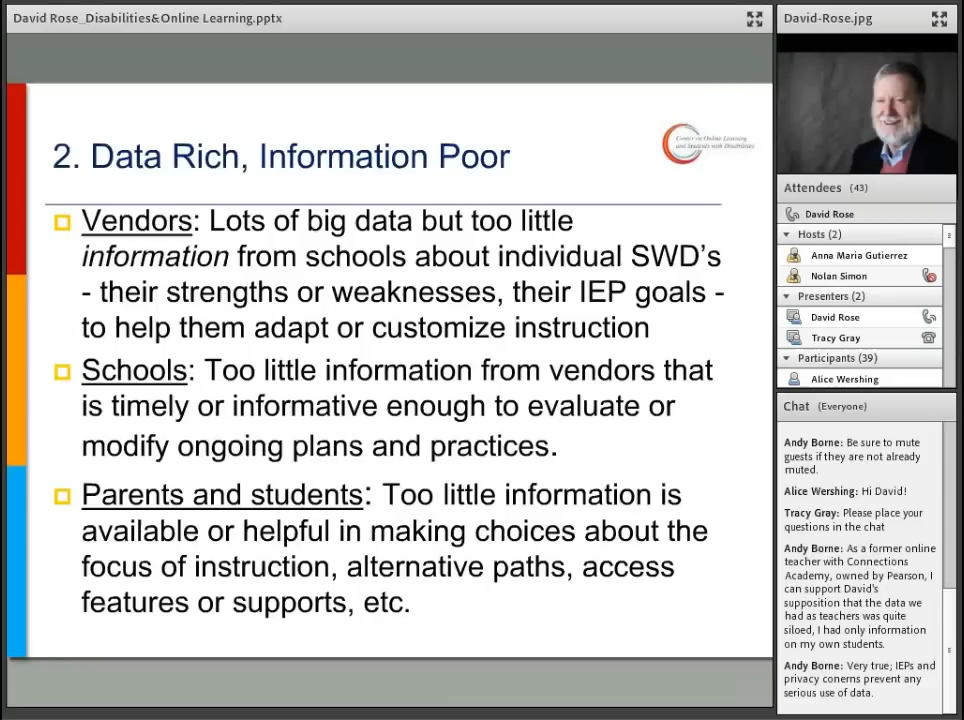 David Rose_Disabilities&Online Learning.pptx
2. Data Rich, Information Poor
Center on Online Learning
and Students with Disabilities
Vendors: Lots of big data but too little
information from schools about individual SWD's
- their strengths or weaknesses, their IEP goals -
to help them adapt or customize instruction
Schools: Too little information from vendors that
is timely or informative enough to evaluate or
modify ongoing plans and practices.
Parents and students: Too little information is
available or helpful in making choices about the
focus of instruction, alternative paths, access
features or supports, etc.
David-Rose.jpg
Attendees (43)
David Rose
Hosts (2)
Anna Maria Gutierrez
Nolan Simon
Presenters (2)
David Rose
Tracy Gray
Participants (39)
Alice Wershing
Chat (Everyone)
Andy Borne: Be sure to mute
guests if they are not already
muted.
Alice Wershing: Hi David!
Tracy Gray: Please place your
questions in the chat
Andy Borne: As a former online
teacher with Connections
Academy, owned by Pearson, I
can support David's
supposition that the data we
had as teachers was quite
siloed, I had only information
on my own students.
Andy Borne: Very true; IEPs and
privacy conerns prevent any
serious use of data.